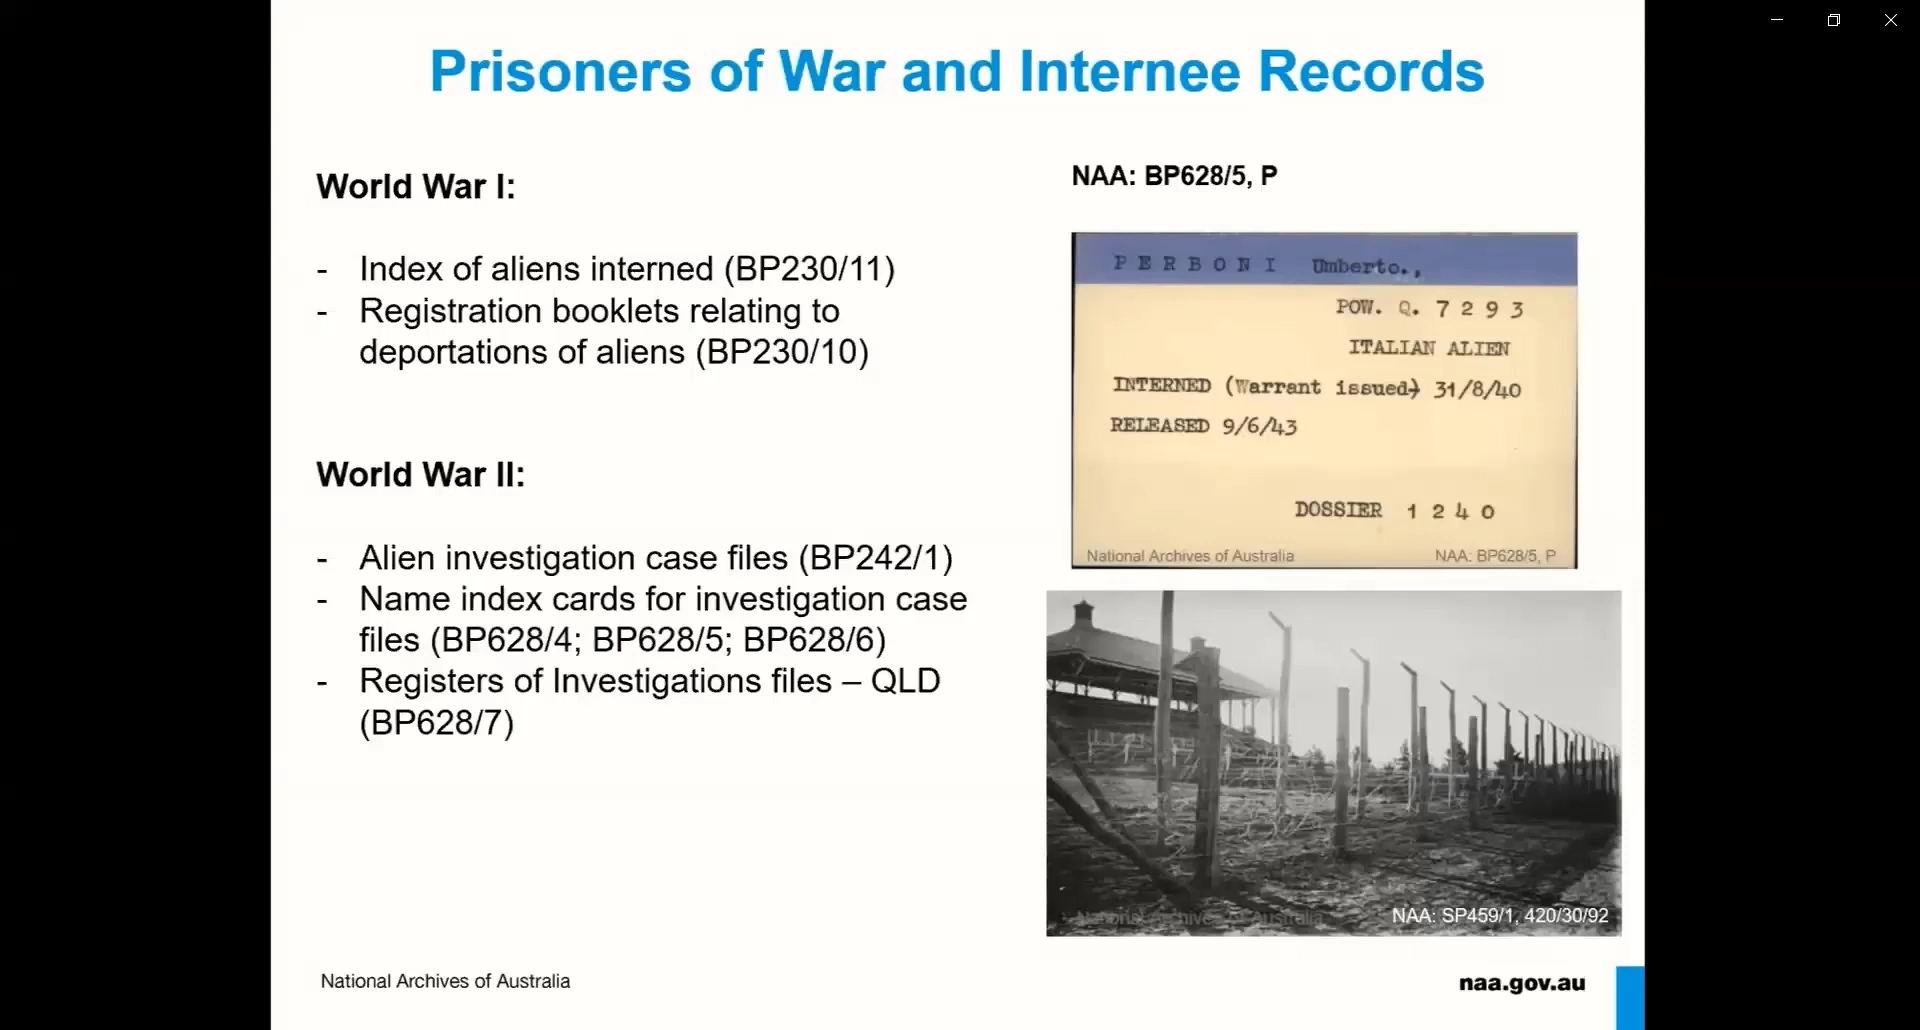 Prisoners of War and Internee Records
World War I:
- Index of aliens interned (BP230/11)
- Registration booklets relating to
deportations of aliens (BP230/10)
World War II:
- Alien investigation case files (BP242/1)
- Name index cards for investigation case
files (BP628/4; BP628/5; BP628/6)
- Registers of Investigations files – QLD
(BP628/7)
NAA: BP628/5, P
PERBONI Umberto.,
POW. Q. 7293
ITALIAN ALIEN
INTERNED (Warrant issued) 31/8/40
RELEASED 9/6/43
DOSSIER 1240
National Archives of Australia NAA: BP628/5, P
National Archives of Australia NAA: SP459/1, 420/30/92
National Archives of Australia naa.gov.au